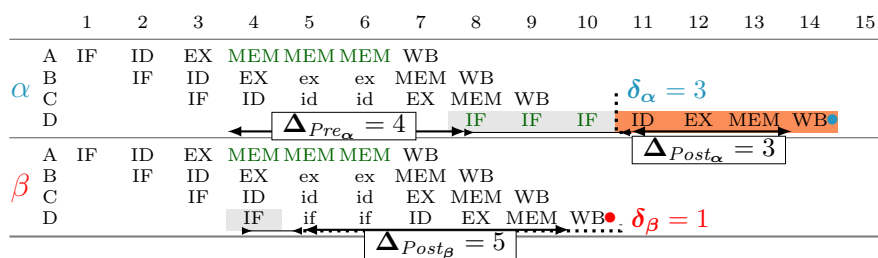 1 2 3 4 5 6 7 8 9 10 11 12 13 14 15
A IF ID EX MEM MEM MEM WB
α B IF ID EX ex ex MEM WB δα = 3
C IF ID id id EX MEM WB
D IF IF IF ID EX MEM WB
ΔPreα = 4
ΔPostα = 3
A IF ID EX MEM MEM MEM WB
β B IF ID EX ex ex MEM WB
C IF ID id id EX MEM WB
D IF if if ID EX MEM WB δβ = 1
ΔPostβ = 5